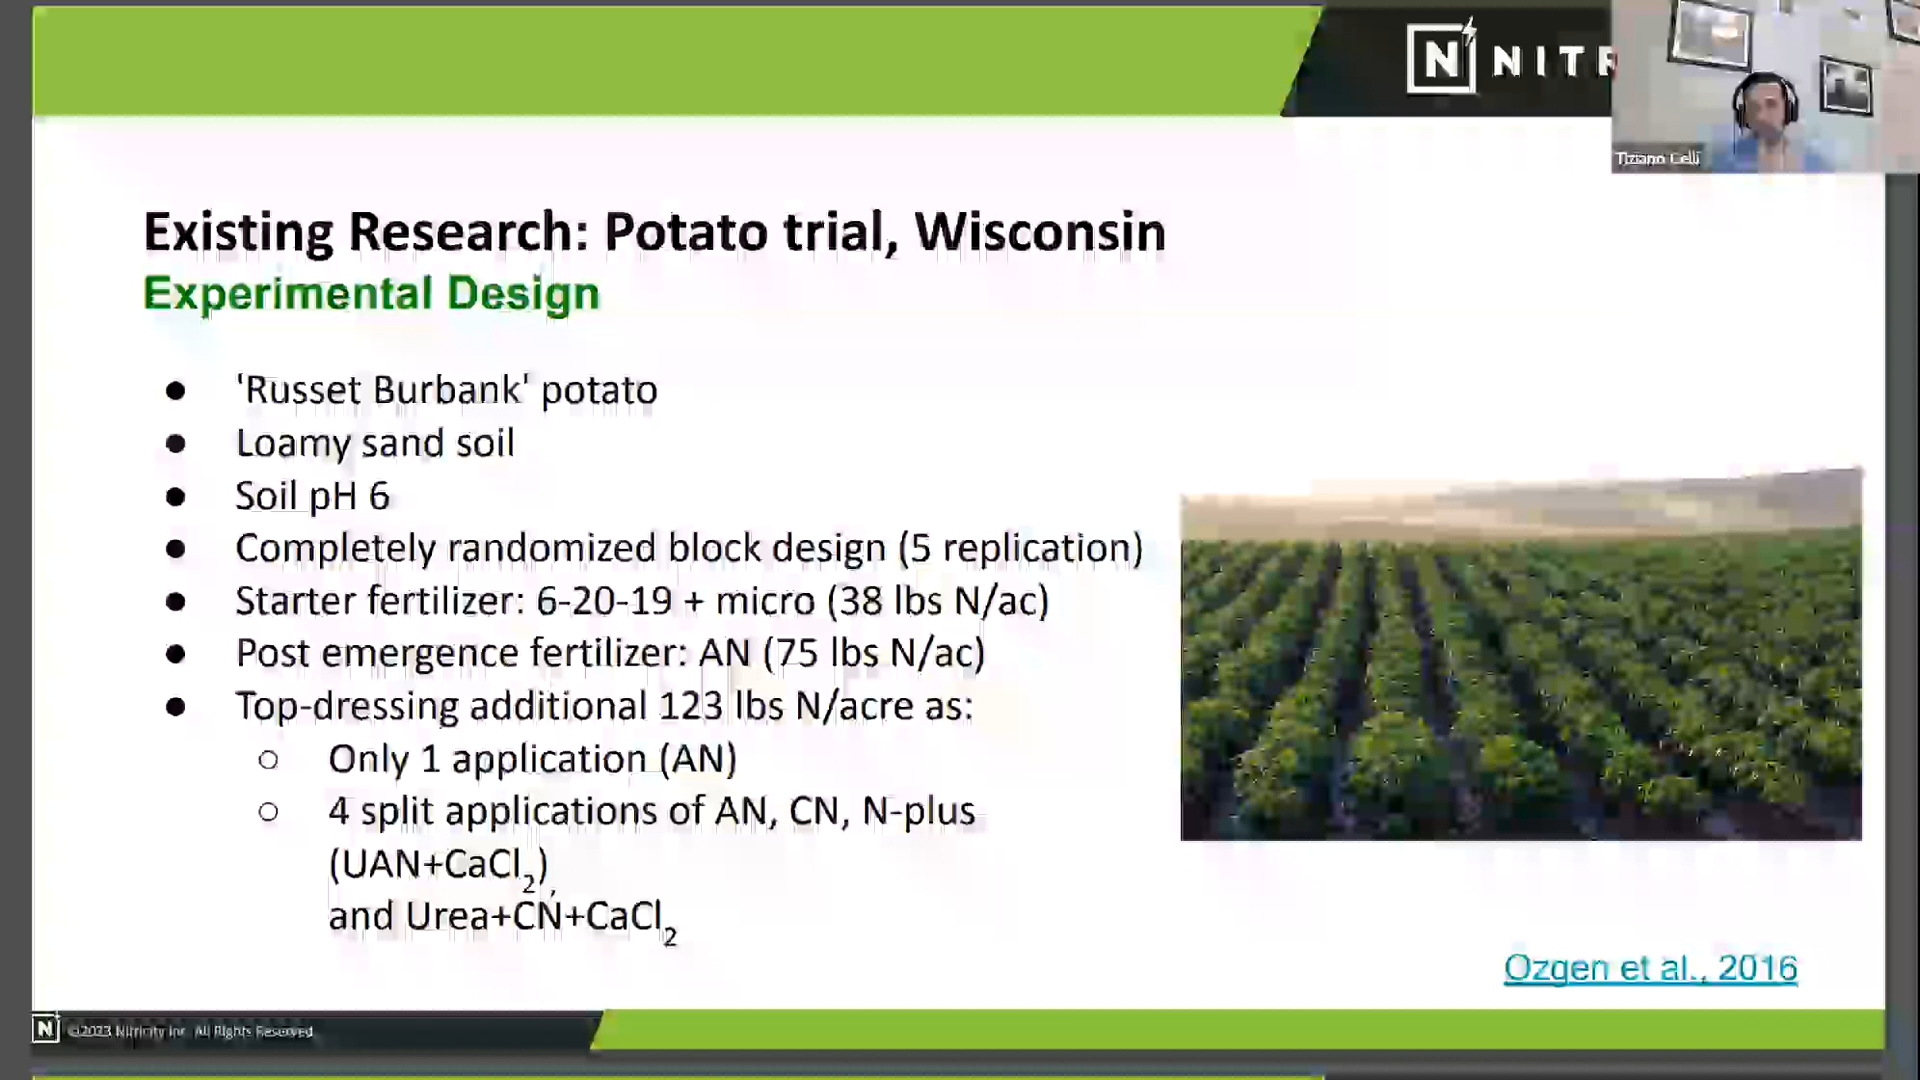 N NITR
Tiziano Celli
Existing Research: Potato trial, Wisconsin
Experimental Design
● 'Russet Burbank' potato
● Loamy sand soil
● Soil pH 6
● Completely randomized block design (5 replication)
● Starter fertilizer: 6-20-19 + micro (38 lbs N/ac)
● Post emergence fertilizer: AN (75 lbs N/ac)
● Top-dressing additional 123 lbs N/acre as:
○ Only 1 application (AN)
○ 4 split applications of AN, CN, N-plus
(UAN+CaCl₂),
and Urea+CN+CaCl₂
Ozgen et al., 2016
N ©2023 Nitricity Inc. All Rights Reserved